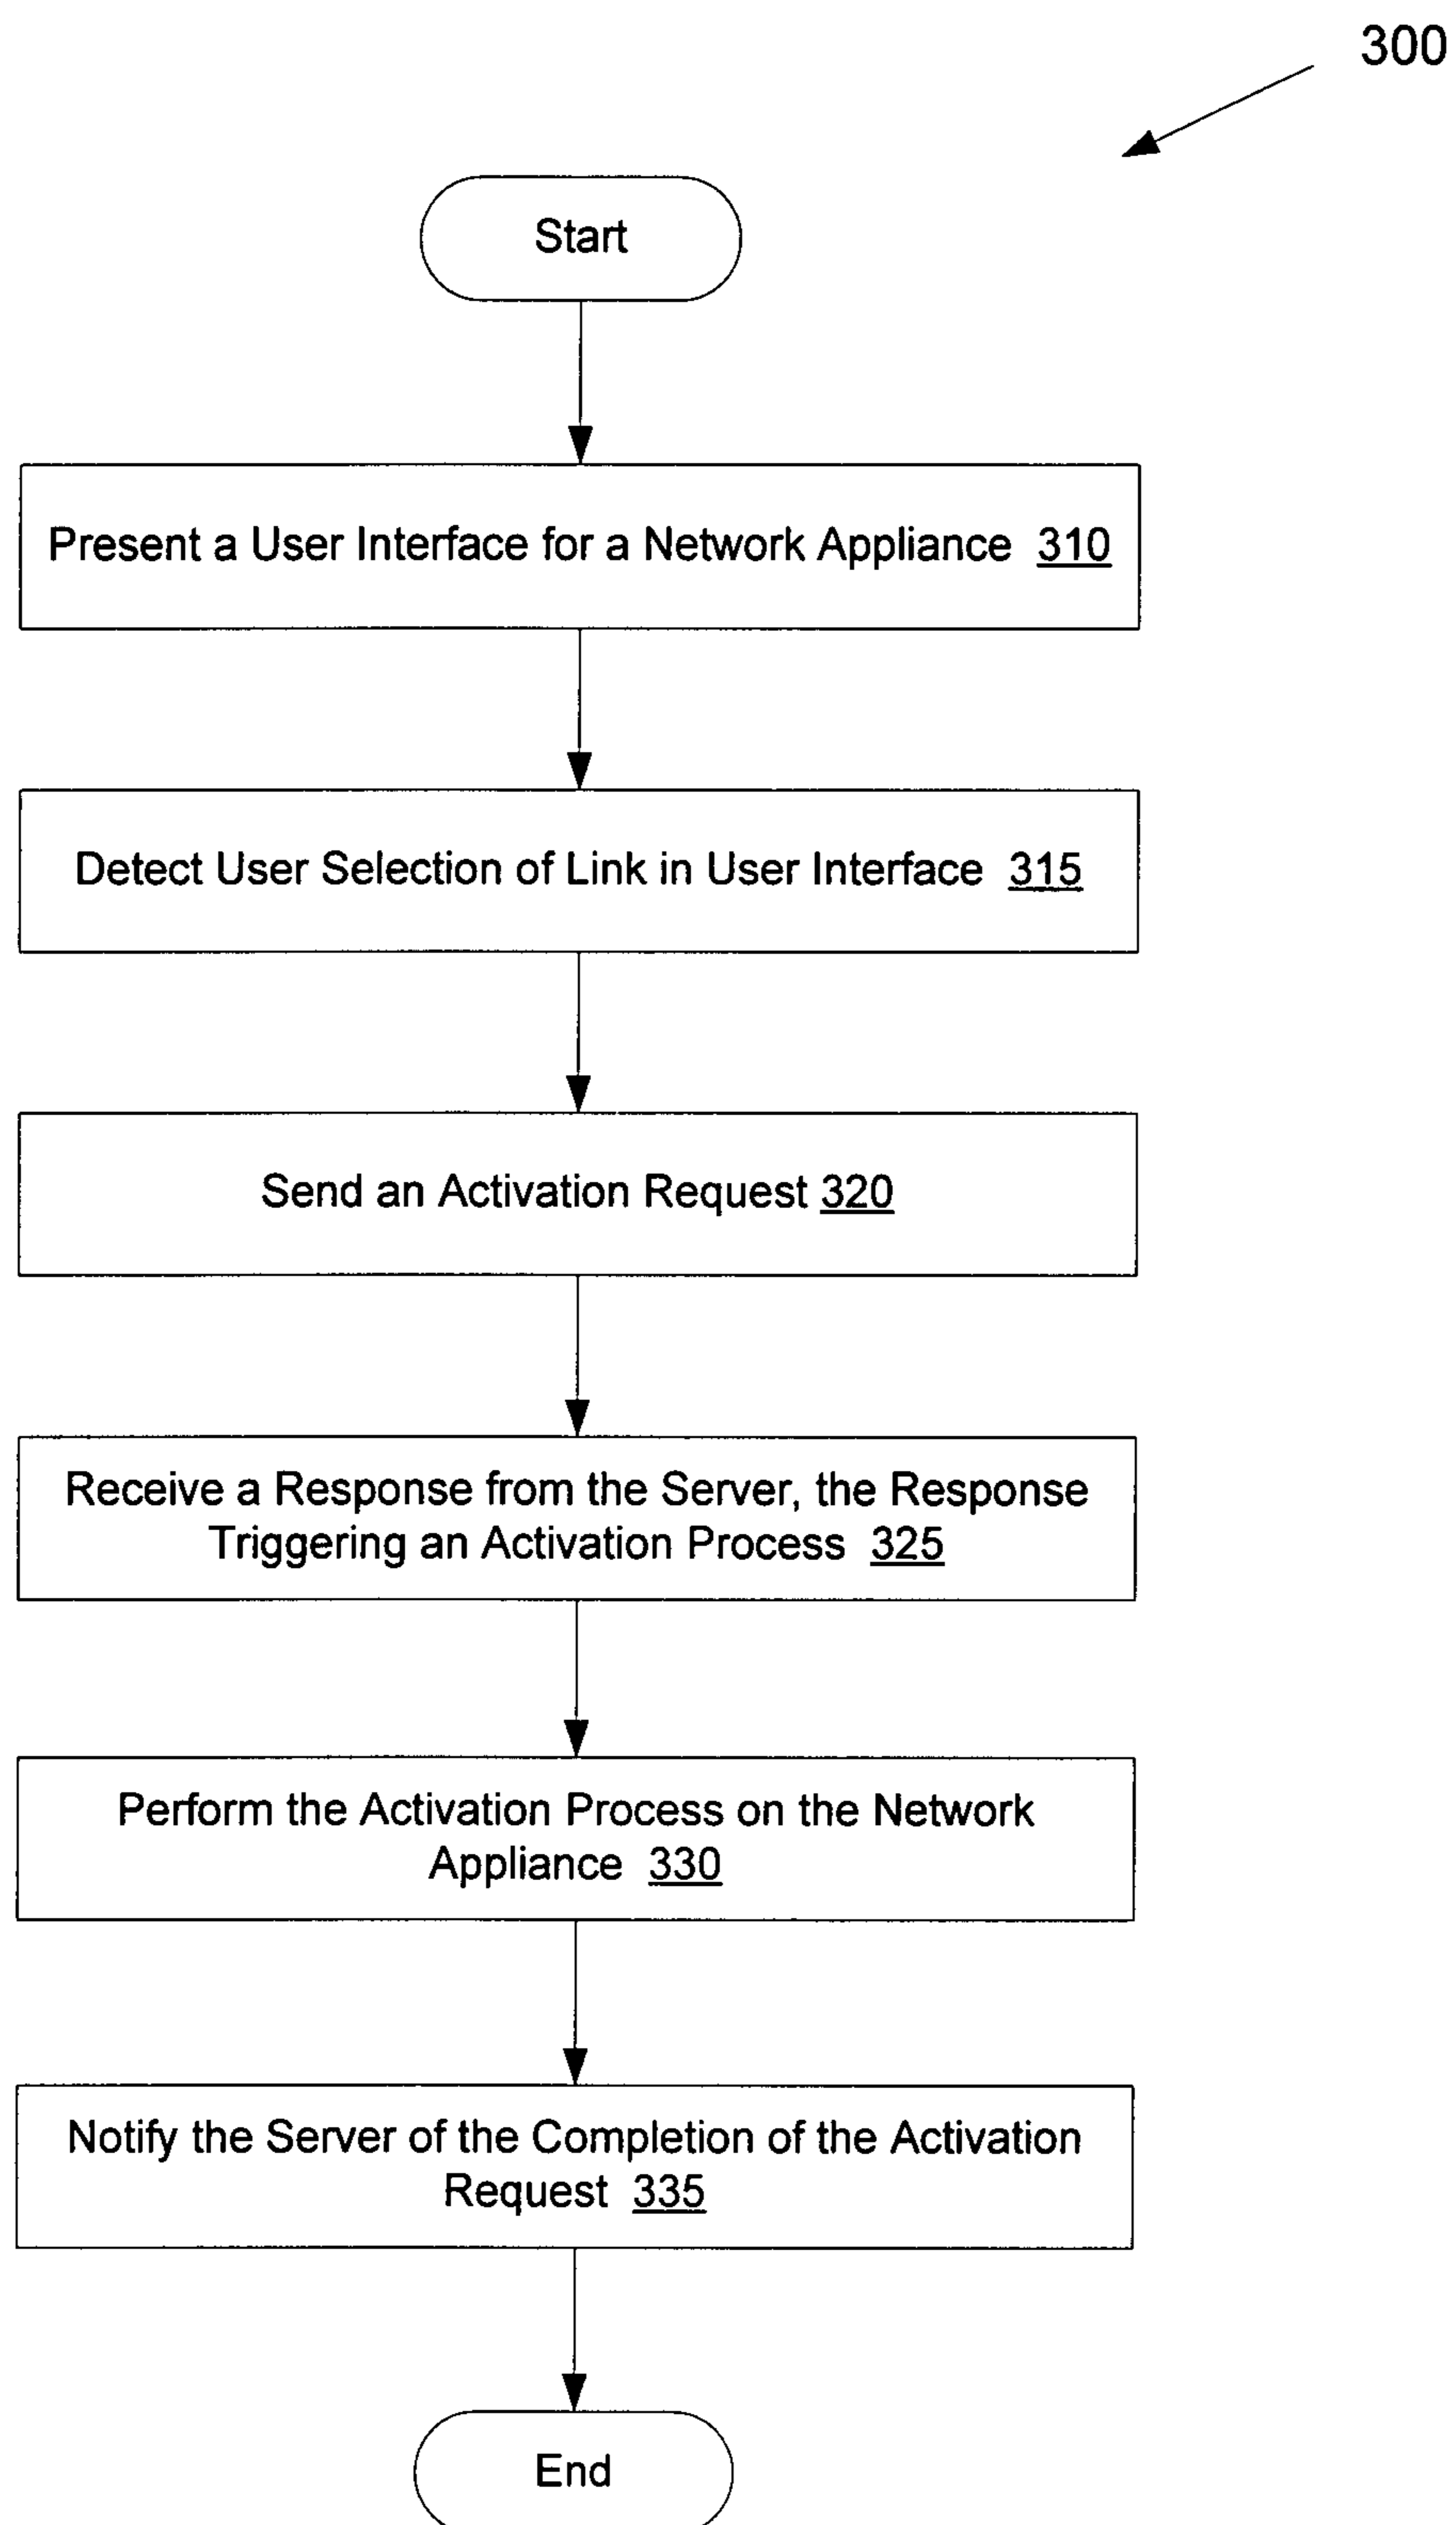 300
Start
Present a User Interface for a Network Appliance 310
Detect User Selection of Link in User Interface 315
Send an Activation Request 320
Receive a Response from the Server, the Response
Triggering an Activation Process 325
Perform the Activation Process on the Network
Appliance 330
Notify the Server of the Completion of the Activation
Request 335
End